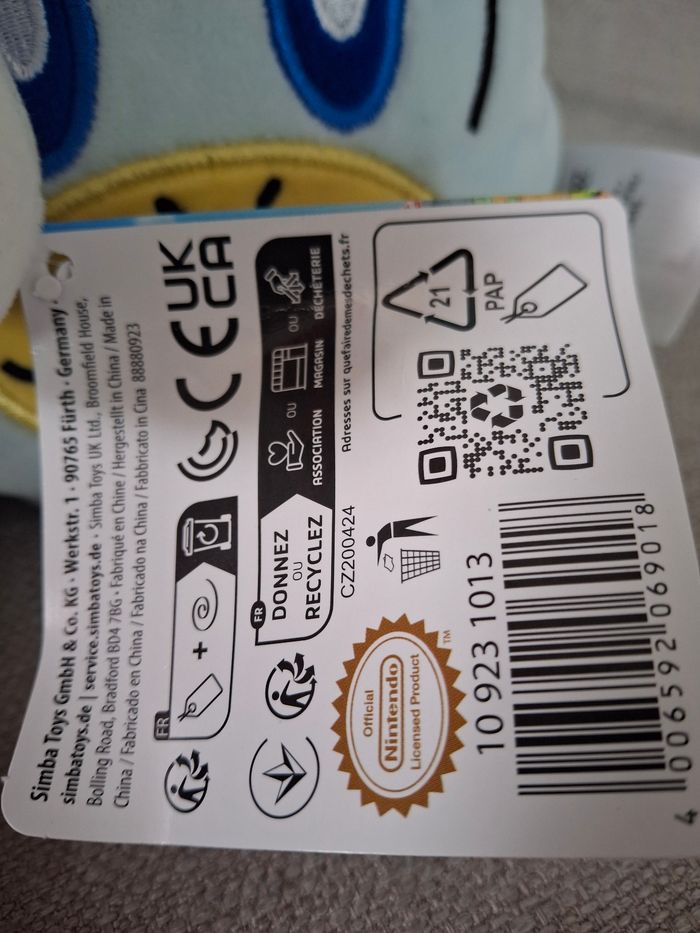 Simba Toys GmbH & Co. KG · Werkstr. 1 · 90765 Fürth · Germany ·
simbatoys.de | service.simbatoys.de · Simba Toys UK Ltd., Broomfield House,
Bolling Road, Bradford BD4 7BG · Fabriqué en Chine / Hergestellt in China / Made in
China / Fabricado en China / Fabricado na China / Fabbricato in Cina 88880923
FR
+
CE
UK
CA
FR
DONNEZ
OU
RECYCLEZ
ASSOCIATION
OU
MAGASIN
OU
DÉCHÈTERIE
Adresses sur quefairedemesdechets.fr
CZ200424
21
PAP
Official
Nintendo
Licensed Product
TM
10 923 1013
4 006592 069018